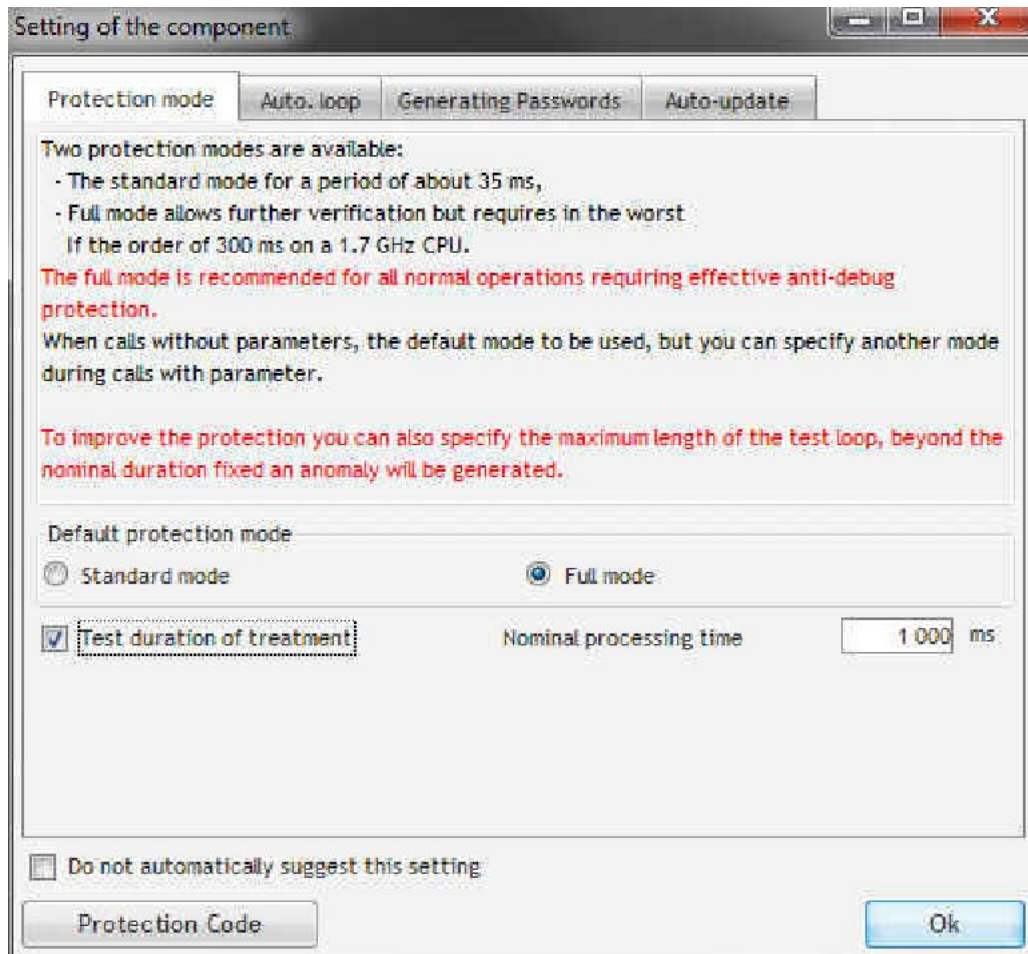 Setting of the component
Protection mode
Auto. loop
Generating Passwords
Auto-update
Two protection modes are available:
- The standard mode for a period of about 35 ms,
- Full mode allows further verification but requires in the worst
If the order of 300 ms on a 1.7 GHz CPU.
The full mode is recommended for all normal operations requiring effective anti-debug
protection.
When calls without parameters, the default mode to be used, but you can specify another mode
during calls with parameter.
To improve the protection you can also specify the maximum length of the test loop, beyond the
nominal duration fixed an anomaly will be generated.
Default protection mode
Standard mode
Full mode
Test duration of treatment
Nominal processing time
1 000 ms
Do not automatically suggest this setting
Protection Code
Ok